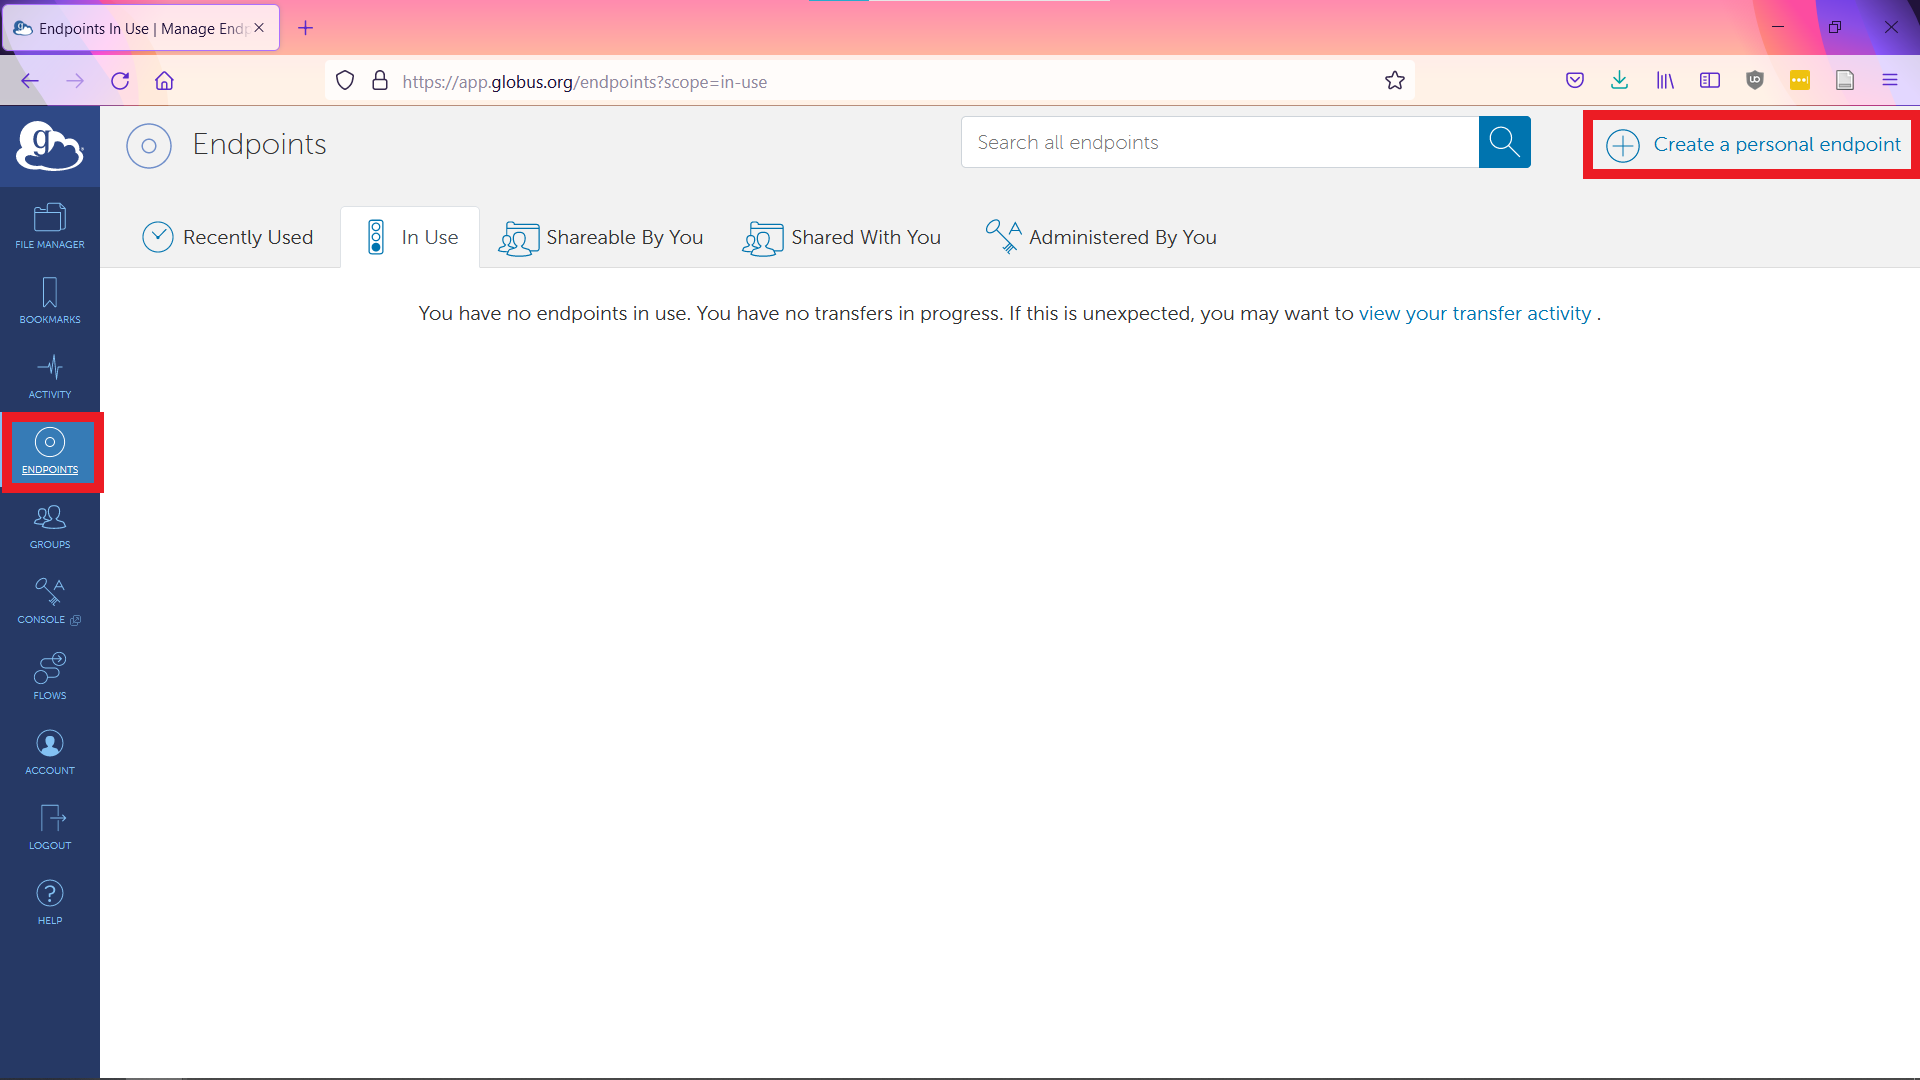 Endpoints In Use | Manage Endp
https://app.globus.org/endpoints?scope=in-use
g
Endpoints
Search all endpoints
Create a personal endpoint
FILE MANAGER
BOOKMARKS
ACTIVITY
ENDPOINTS
GROUPS
CONSOLE
FLOWS
ACCOUNT
LOGOUT
HELP
Recently Used
In Use
Shareable By You
Shared With You
Administered By You
You have no endpoints in use. You have no transfers in progress. If this is unexpected, you may want to view your transfer activity .